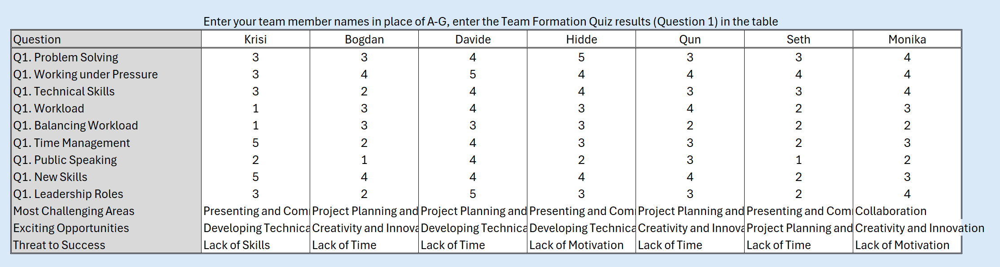 Enter your team member names in place of A-G, enter the Team Formation Quiz results (Question 1) in the table
Question Krisi Bogdan Davide Hidde Qun Seth Monika
Q1. Problem Solving 3 3 4 5 3 3 4
Q1. Working under Pressure 3 4 5 4 4 4 4
Q1. Technical Skills 3 2 4 4 3 3 4
Q1. Workload 1 3 4 3 4 2 3
Q1. Balancing Workload 1 3 3 3 2 2 2
Q1. Time Management 5 2 4 3 3 2 3
Q1. Public Speaking 2 1 4 2 3 1 2
Q1. New Skills 5 4 4 4 4 2 3
Q1. Leadership Roles 3 2 5 3 3 2 4
Most Challenging Areas Presenting and Com Project Planning and Project Planning and Presenting and Com Project Planning and Presenting and Com Collaboration
Exciting Opportunities Developing Technica Creativity and Innova Developing Technica Developing Technica Creativity and Innova Project Planning and Creativity and Innovation
Threat to Success Lack of Skills Lack of Time Lack of Time Lack of Motivation Lack of Time Lack of Time Lack of Motivation